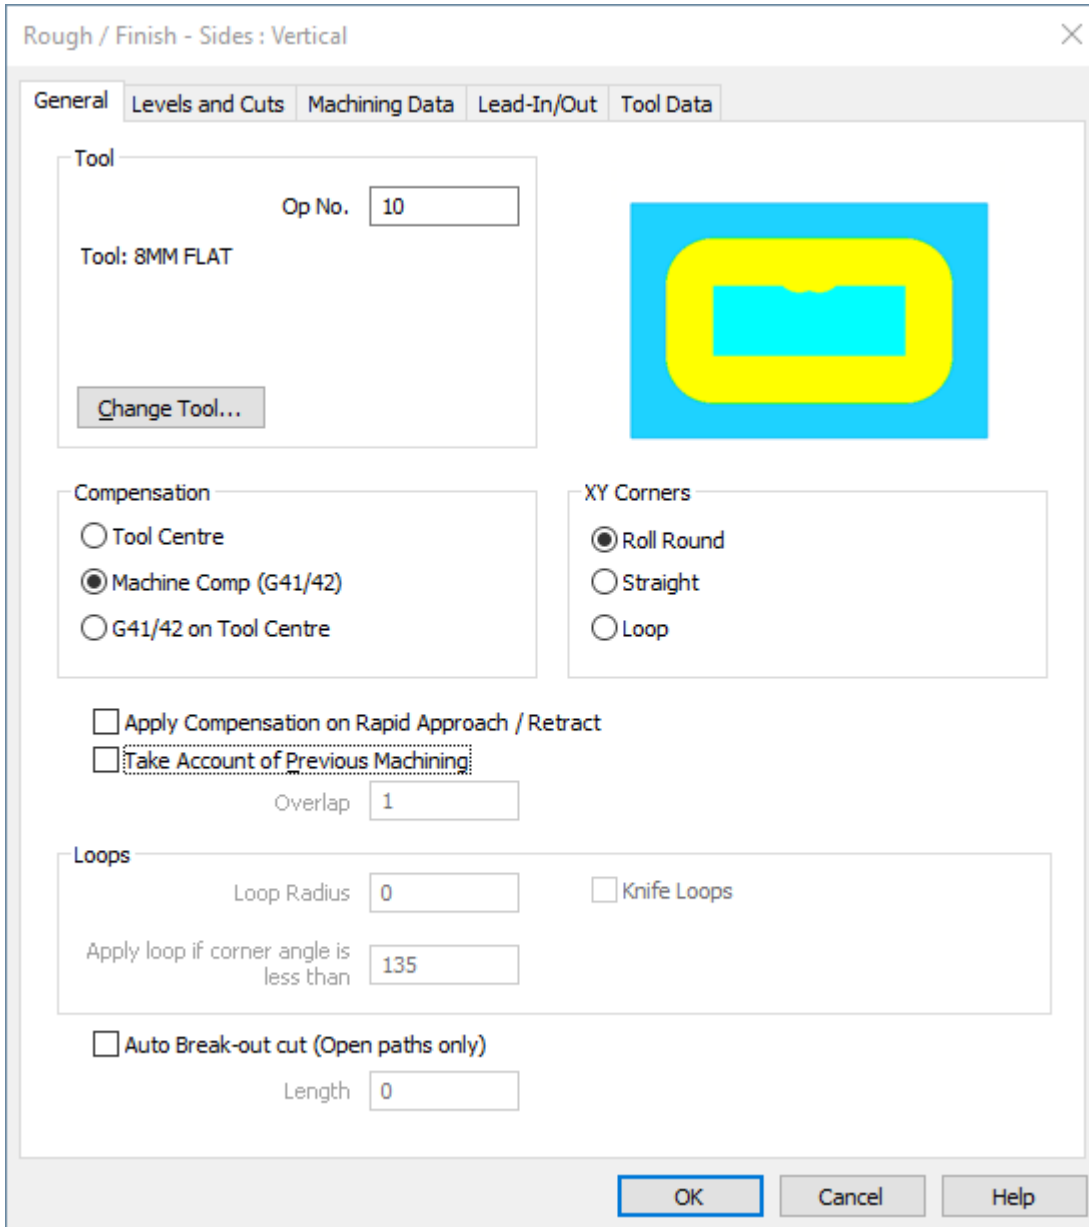 Rough / Finish - Sides : Vertical
General Levels and Cuts Machining Data Lead-In/Out Tool Data
Tool
Op No. 10
Tool: 8MM FLAT
Change Tool...
Compensation
Tool Centre
Machine Comp (G41/42)
G41/42 on Tool Centre
XY Corners
Roll Round
Straight
Loop
Apply Compensation on Rapid Approach / Retract
Take Account of Previous Machining
Overlap 1
Loops
Loop Radius 0
Knife Loops
Apply loop if corner angle is
less than 135
Auto Break-out cut (Open paths only)
Length 0
OK Cancel Help